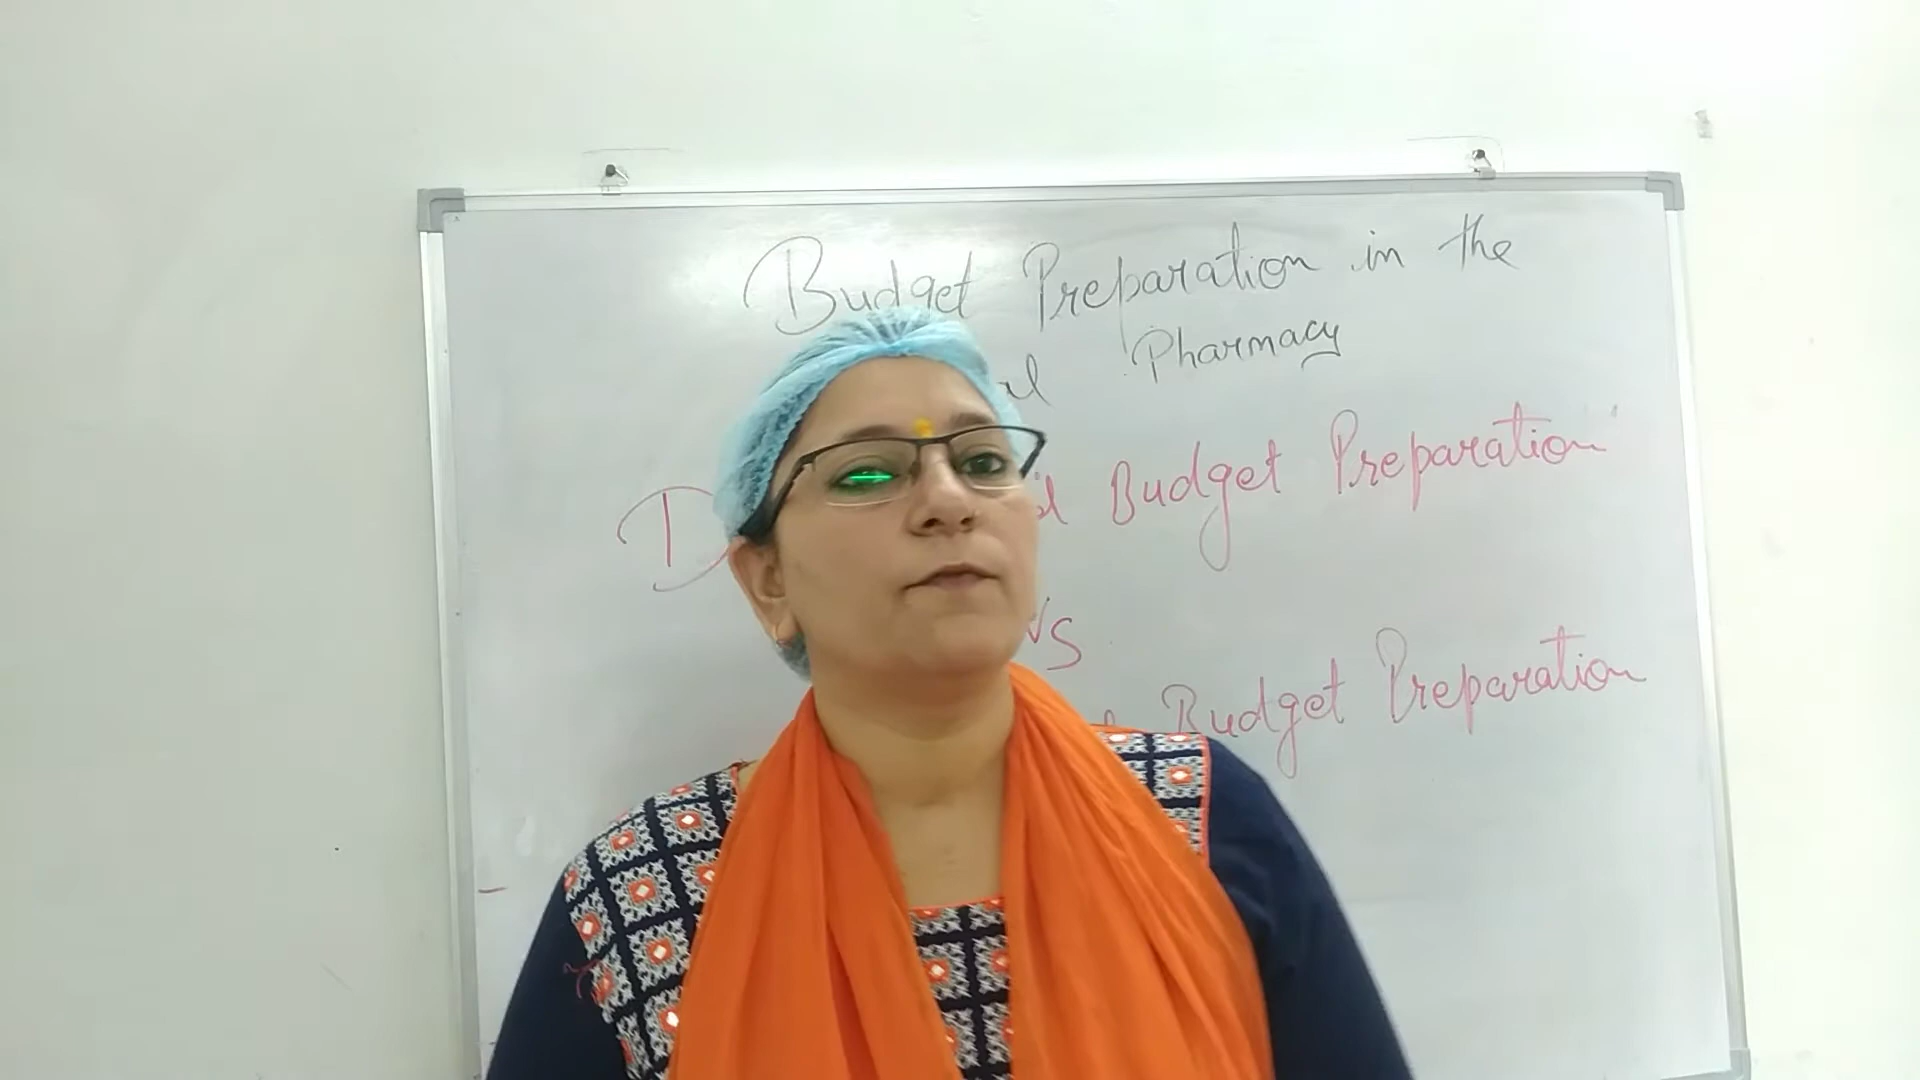 Budget Preparation in the
Pharmacy
Budget Preparation
Vs
Budget Preparation